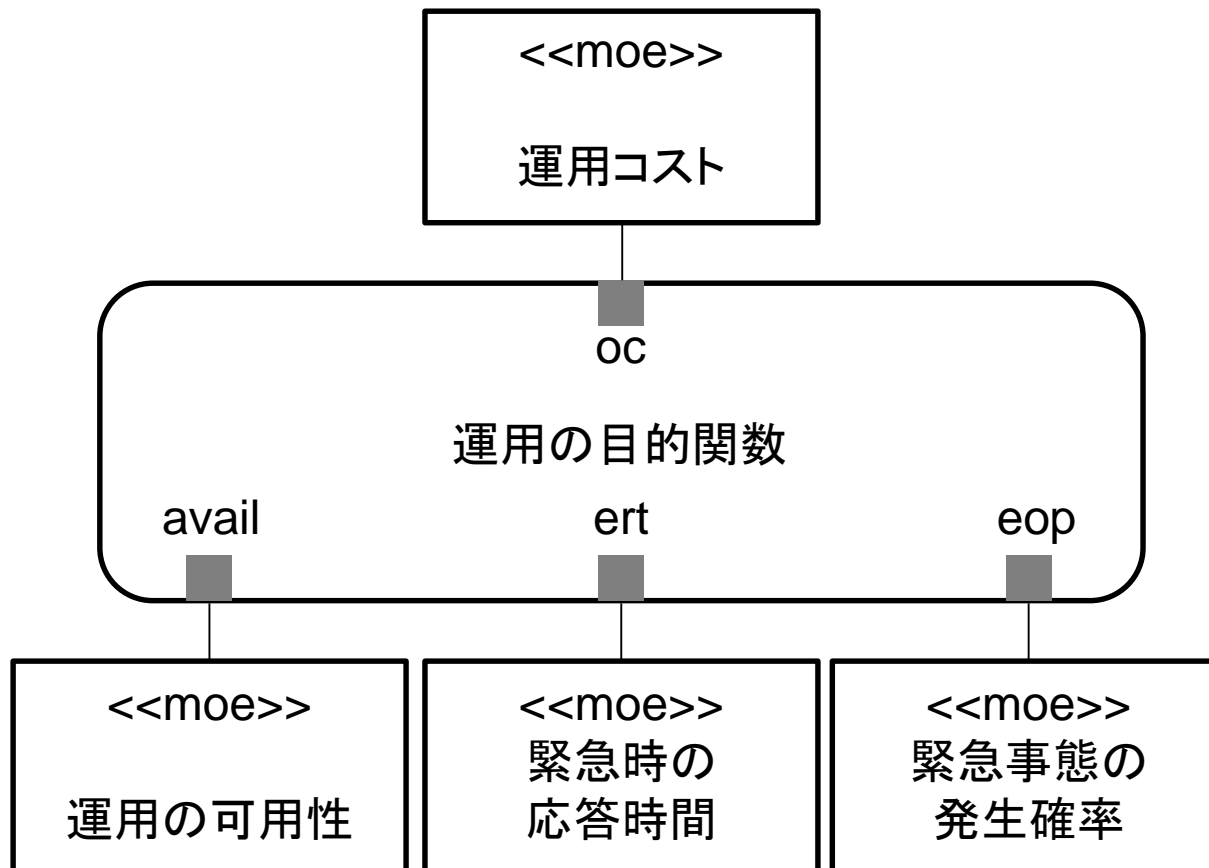 <<moe>>
運用コスト
oc
運用の目的関数
avail
ert
eop
<<moe>>
運用の可用性
<<moe>>
緊急時の
応答時間
<<moe>>
緊急事態の
発生確率